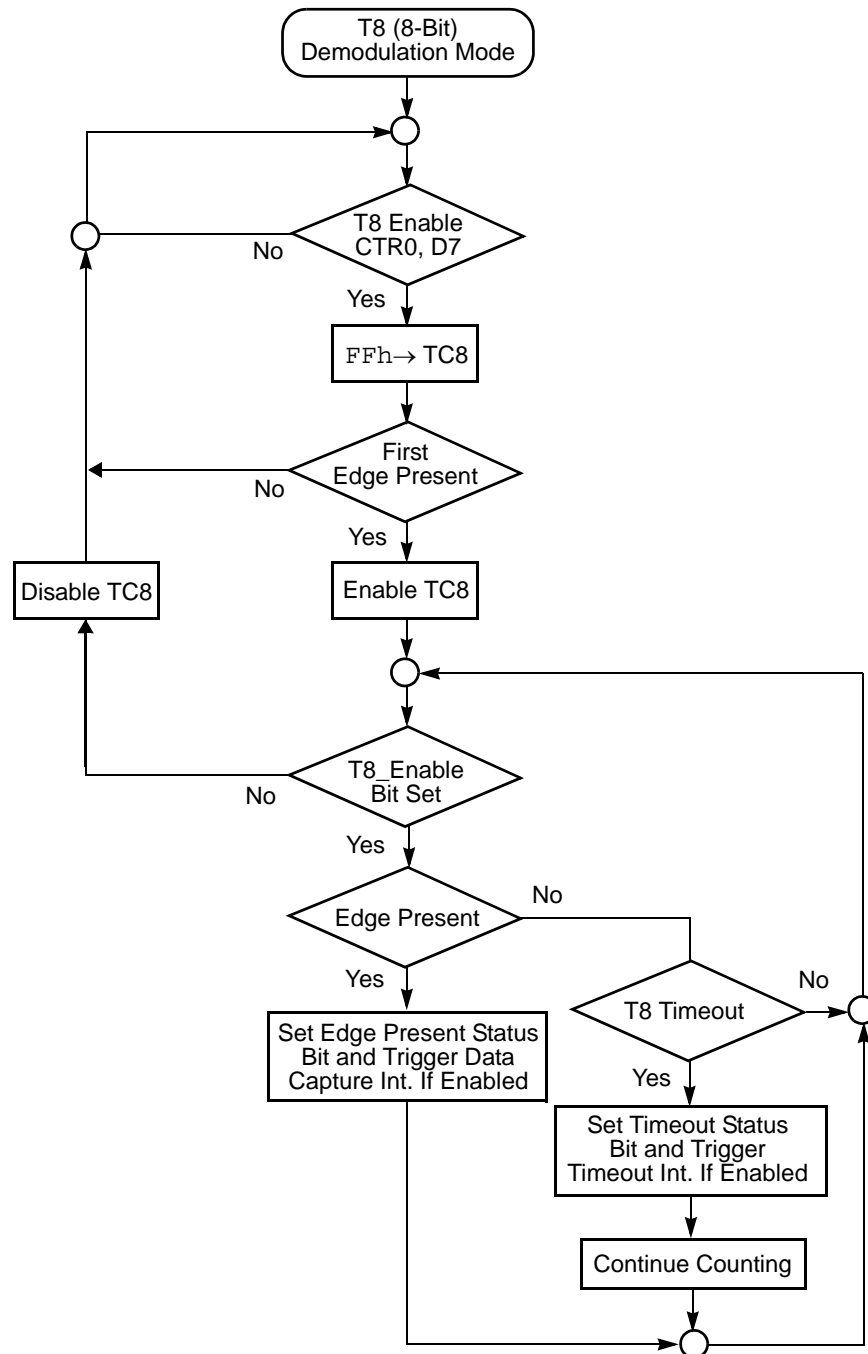 T8 (8-Bit)
Demodulation Mode
T8 Enable
CTR0, D7
No
Yes
FFh→ TC8
First
Edge Present
No
Yes
Disable TC8
Enable TC8
T8_Enable
Bit Set
No
Yes
Edge Present
No
Yes
T8 Timeout
No
Set Edge Present Status
Bit and Trigger Data
Capture Int. If Enabled
Yes
Set Timeout Status
Bit and Trigger
Timeout Int. If Enabled
Continue Counting